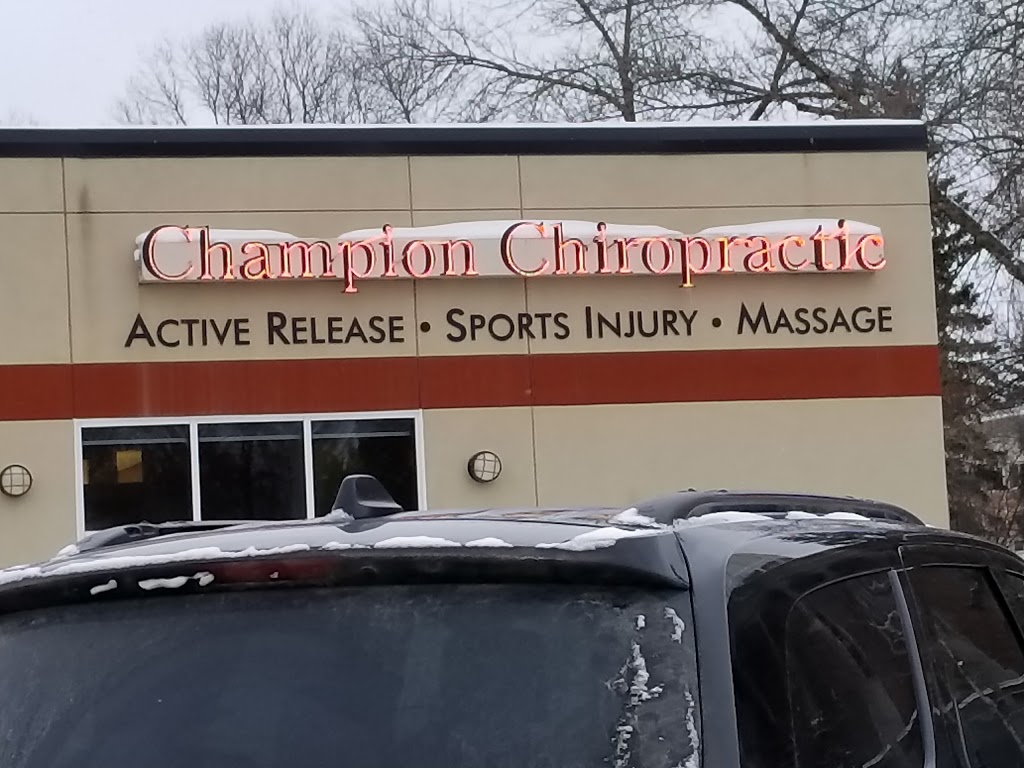 Champion Chiropractic
ACTIVE RELEASE • SPORTS INJURY • MASSAGE